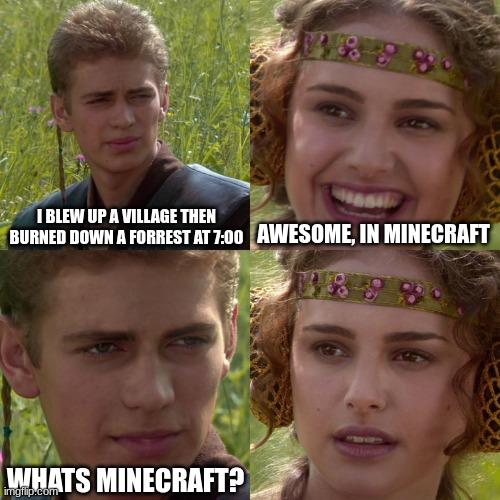 I BLEW UP A VILLAGE THEN
BURNED DOWN A FORREST AT 7:00
AWESOME, IN MINECRAFT
WHATS MINECRAFT?
imgflip.com